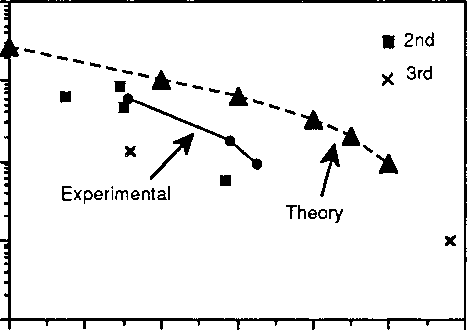 2nd
3rd
Experimental
Theory